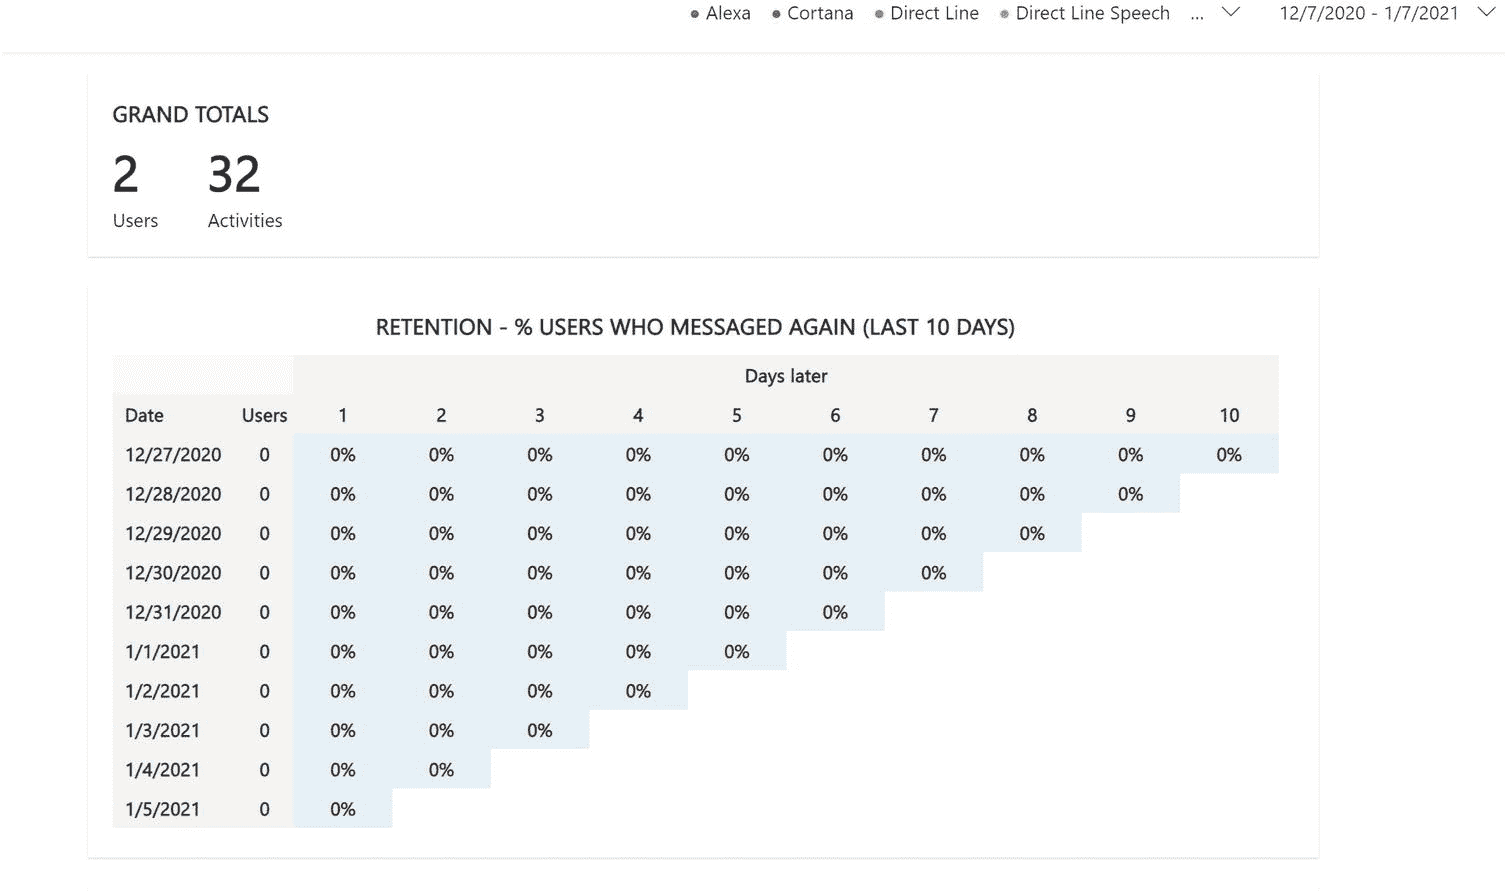 ● Alexa ● Cortana ● Direct Line ● Direct Line Speech ... 12/7/2020 - 1/7/2021
GRAND TOTALS
2 32
Users Activities
RETENTION - % USERS WHO MESSAGED AGAIN (LAST 10 DAYS)
Days later
Date Users 1 2 3 4 5 6 7 8 9 10
12/27/2020 0 0% 0% 0% 0% 0% 0% 0% 0% 0% 0%
12/28/2020 0 0% 0% 0% 0% 0% 0% 0% 0% 0%
12/29/2020 0 0% 0% 0% 0% 0% 0% 0% 0%
12/30/2020 0 0% 0% 0% 0% 0% 0% 0%
12/31/2020 0 0% 0% 0% 0% 0% 0%
1/1/2021 0 0% 0% 0% 0% 0%
1/2/2021 0 0% 0% 0% 0%
1/3/2021 0 0% 0% 0%
1/4/2021 0 0% 0%
1/5/2021 0 0%